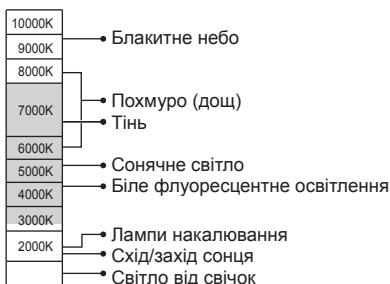 10000K
9000K
Блакитне небо
8000K
7000K
Похмуро (дощ)
Тінь
6000K
5000K
Сонячне світло
4000K
Біле флуоресцентне освітлення
3000K
2000K
Лампи накалювання
Схід/захід сонця
Світло від свічок